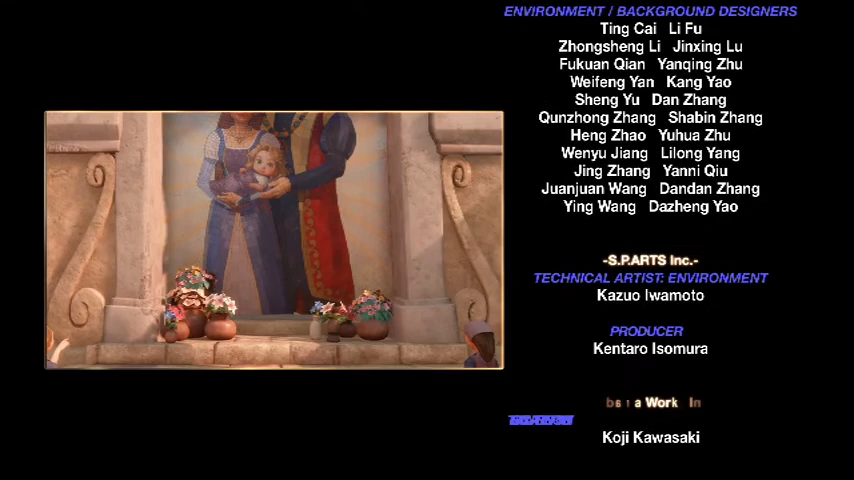 ENVIRONMENT / BACKGROUND DESIGNERS
Ting Cai Li Fu
Zhongsheng Li Jinxing Lu
Fukuan Qian Yanqing Zhu
Weifeng Yan Kang Yao
Sheng Yu Dan Zhang
Qunzhong Zhang Shabin Zhang
Heng Zhao Yuhua Zhu
Wenyu Jiang Lilong Yang
Jing Zhang Yanni Qiu
Juanjuan Wang Dandan Zhang
Ying Wang Dazheng Yao
-S.P.ARTS Inc.-
TECHNICAL ARTIST: ENVIRONMENT
Kazuo Iwamoto
PRODUCER
Kentaro Isomura
a Work In
Koji Kawasaki